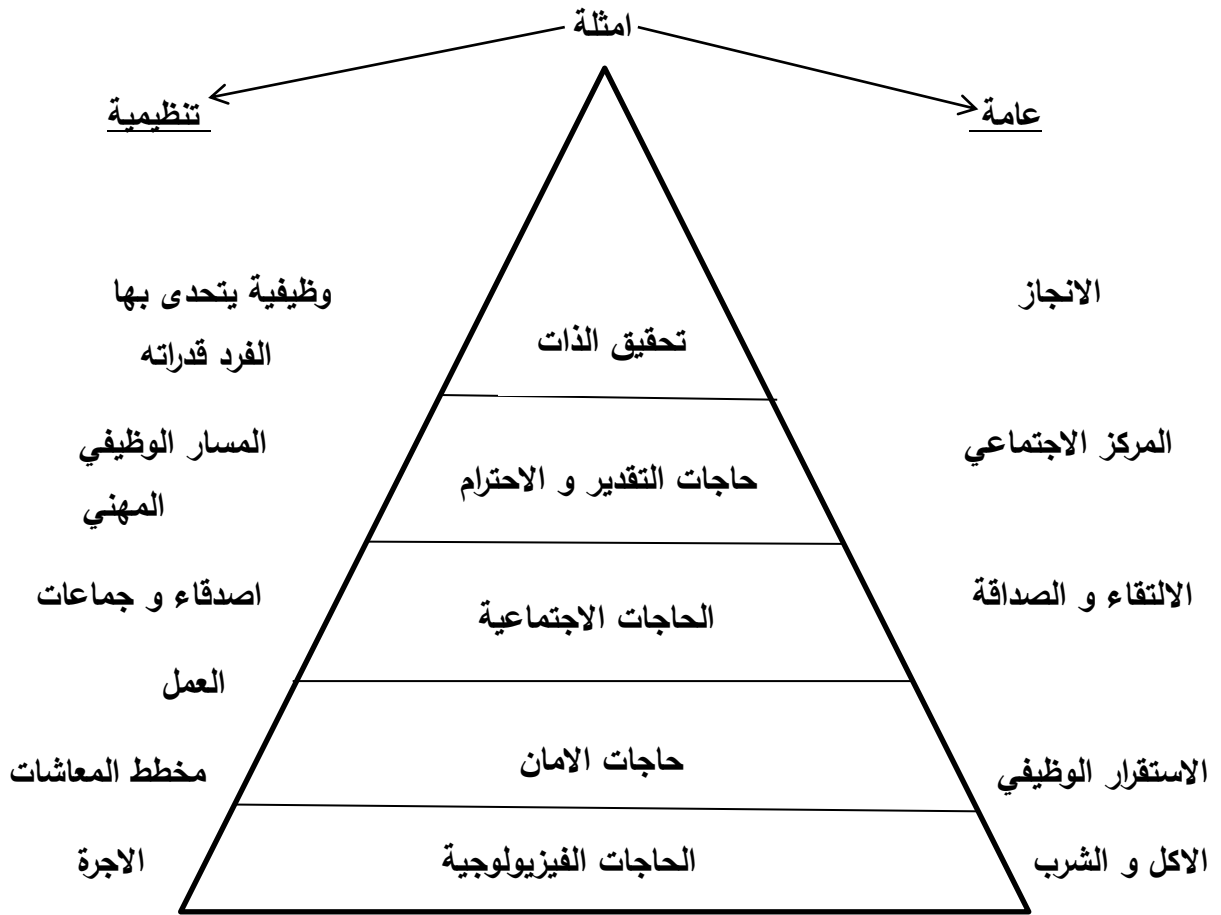 امثلة
عامة
تنظيمية
الانجاز
تحقيق الذات
وظيفية يتحدى بها
الفرد قدراته
المركز الاجتماعي
حاجات التقدير و الاحترام
المسار الوظيفي
المهني
الالتقاء و الصداقة
الحاجات الاجتماعية
اصدقاء و جماعات
العمل
الاستقرار الوظيفي
حاجات الامان
مخطط المعاشات
الاكل و الشرب
الحاجات الفيزيولوجية
الاجرة